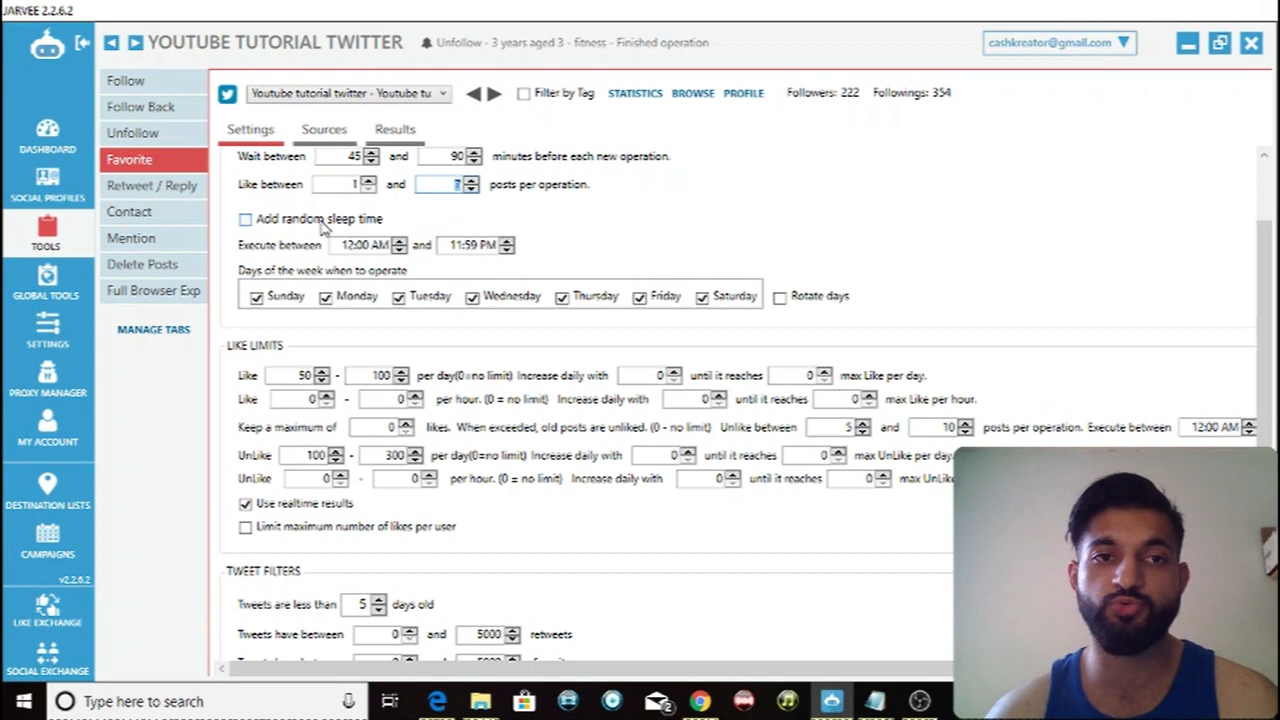 JARVEE 2.2.6.2
YOUTUBE TUTORIAL TWITTER
Unfollow - 3 years aged 3 - fitness - Finished operation
cashkreator@gmail.com
DASHBOARD
SOCIAL PROFILES
TOOLS
GLOBAL TOOLS
SETTINGS
PROXY MANAGER
MY ACCOUNT
DESTINATION LISTS
CAMPAIGNS
v2.2.6.2
LIKE EXCHANGE
SOCIAL EXCHANGE
Follow
Follow Back
Unfollow
Favorite
Retweet / Reply
Contact
Mention
Delete Posts
Full Browser Exp
MANAGE TABS
Youtube tutorial twitter - Youtube tu
Filter by Tag STATISTICS BROWSE PROFILE Followers: 222 Followings: 354
Settings Sources Results
Wait between 45 and 90 minutes before each new operation.
Like between 1 and 7 posts per operation.
Add random sleep time
Execute between 12:00 AM and 11:59 PM
Days of the week when to operate
Sunday Monday Tuesday Wednesday Thursday Friday Saturday Rotate days
LIKE LIMITS
Like 50 - 100 per day(0=no limit) Increase daily with 0 until it reaches 0 max Like per day.
Like 0 - 0 per hour. (0 = no limit) Increase daily with 0 until it reaches 0 max Like per hour.
Keep a maximum of 0 likes. When exceeded, old posts are unliked. (0 - no limit) Unlike between 5 and 10 posts per operation. Execute between 12:00 AM
UnLike 100 - 300 per day(0=no limit) Increase daily with 0 until it reaches 0 max UnLike per day.
UnLike 0 - 0 per hour. (0 = no limit) Increase daily with 0 until it reaches 0 max UnLike
Use realtime results
Limit maximum number of likes per user
TWEET FILTERS
Tweets are less than 5 days old
Tweets have between 0 and 5000 retweets
Type here to search
2